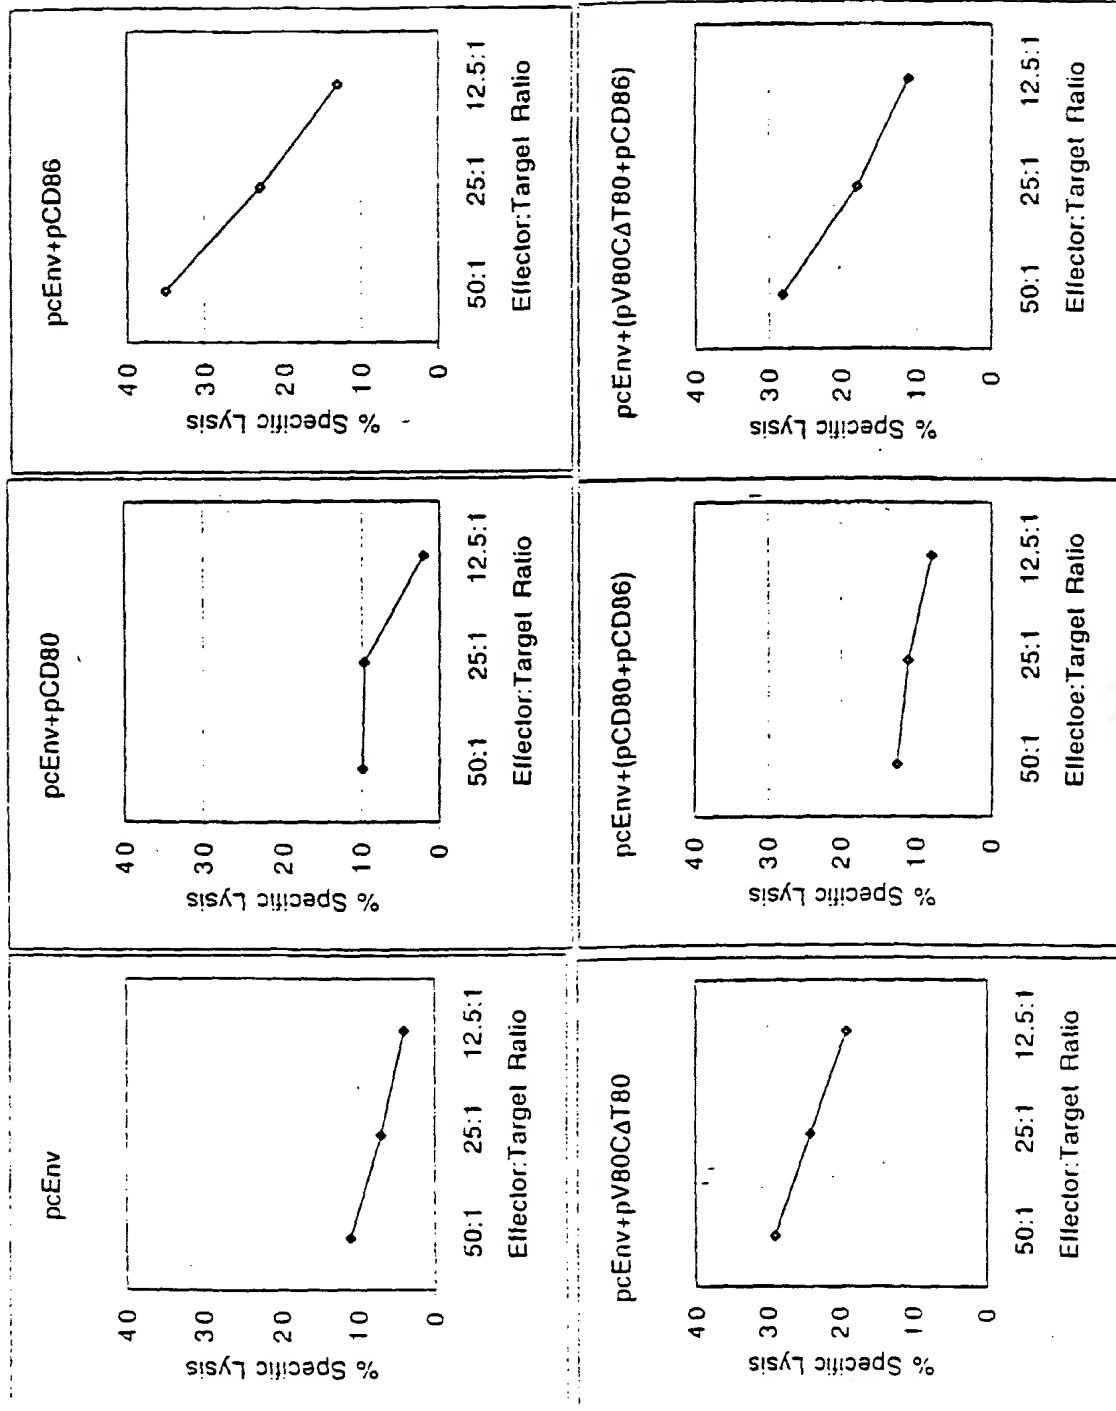 pcEnv
40
30
20
10
0
% Specific Lysis
50:1 25:1 12.5:1
Effector:Target Ratio
pcEnv+pCD80
40
30
20
10
0
% Specific Lysis
50:1 25:1 12.5:1
Effector:Target Ratio
pcEnv+pCD86
40
30
20
10
0
% Specific Lysis
50:1 25:1 12.5:1
Effector:Target Ratio
pcEnv+pV80CΔT80
40
30
20
10
0
% Specific Lysis
50:1 25:1 12.5:1
Effector:Target Ratio
pcEnv+(pCD80+pCD86)
40
30
20
10
0
% Specific Lysis
50:1 25:1 12.5:1
Effectoe:Target Ratio
pcEnv+(pV80CΔT80+pCD86)
40
30
20
10
0
% Specific Lysis
50:1 25:1 12.5:1
Effector:Target Ratio